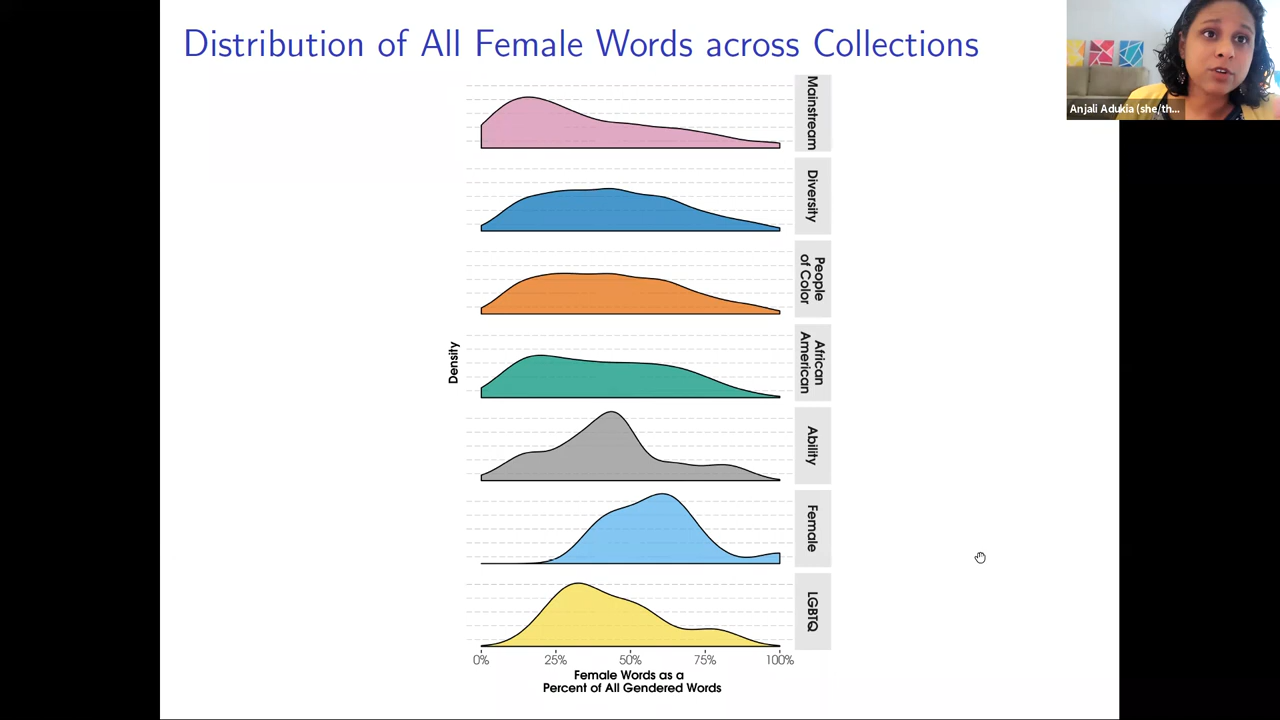 Distribution of All Female Words across Collections
Anjali Adukia (she/th...
Mainstream
Diversity
People
of Color
African
American
Ability
Female
LGBTQ
Density
0% 25% 50% 75% 100%
Female Words as a
Percent of All Gendered Words